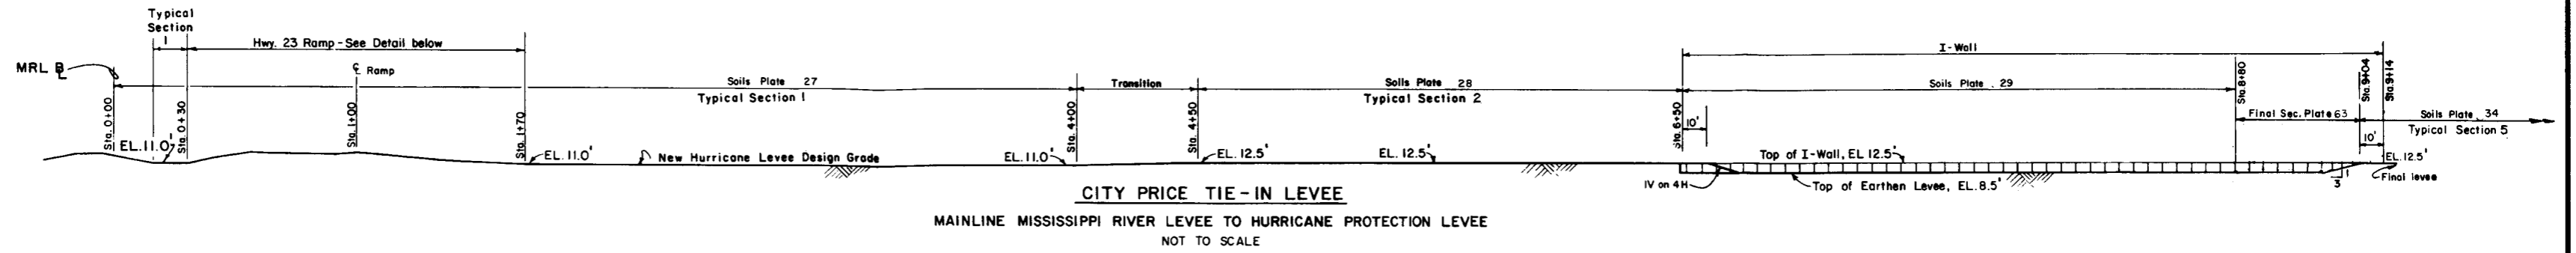 Typical
Section
1
Hwy. 23 Ramp - See Detail below
I-Wall
MRL ℄
℄ Ramp
Soils Plate 27
Transition
Soils Plate 28
Soils Plate . 29
Typical Section 1
Typical Section 2
Sta. 0+00
Sta. 0+30
Sta. 1+00
Sta. 1+70
Sta. 4+00
Sta. 4+50
Sta. 6+50
Sta. 8+80
Sta. 9+04
Sta. 9+14
10'
Final Sec. Plate 63
Soils Plate . 34
Typical Section 5
10'
EL. 11.0'
EL. 11.0'
New Hurricane Levee Design Grade
EL. 11.0'
EL. 12.5'
EL. 12.5'
Top of I-Wall, EL 12.5'
EL. 12.5'
IV on 4H
Top of Earthen Levee, EL. 8.5'
1
3
Final levee
CITY PRICE TIE-IN LEVEE
MAINLINE MISSISSIPPI RIVER LEVEE TO HURRICANE PROTECTION LEVEE
NOT TO SCALE